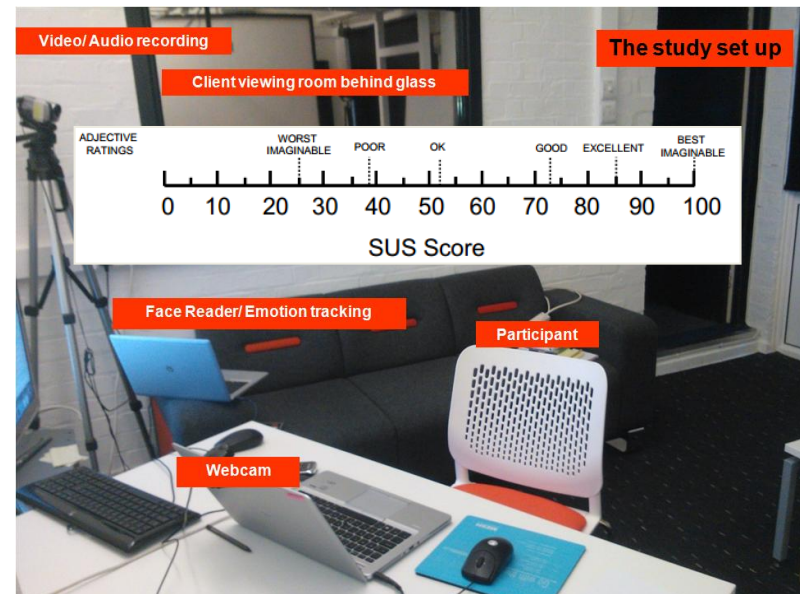 Video/ Audio recording
The study set up
Client viewing room behind glass
ADJECTIVE
RATINGS
WORST
IMAGINABLE
POOR
OK
GOOD
EXCELLENT
BEST
IMAGINABLE
0 10 20 30 40 50 60 70 80 90 100
SUS Score
Face Reader/ Emotion tracking
Participant
Webcam